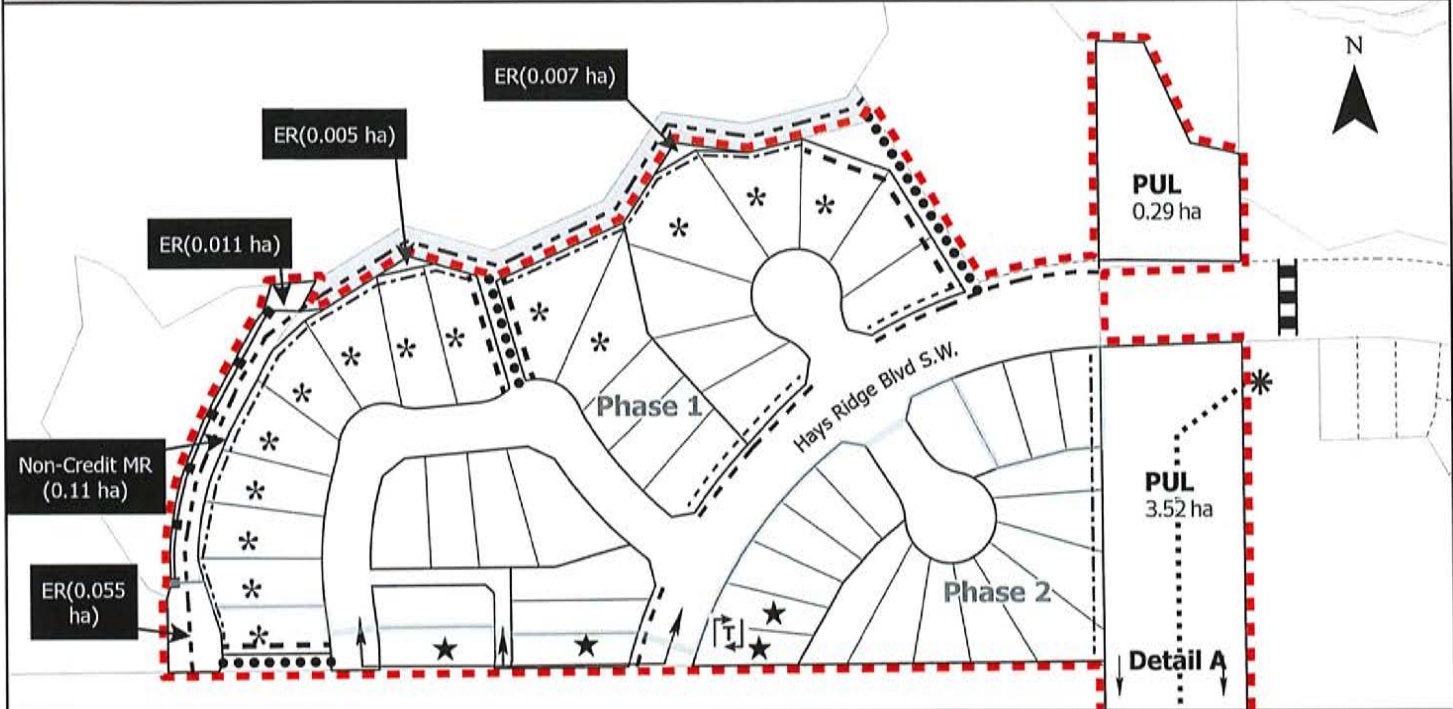 ER(0.007 ha)
N
ER(0.005 ha)
PUL
0.29 ha
ER(0.011 ha)
Hays Ridge Blvd S.W.
Phase 1
Non-Credit MR
(0.11 ha)
PUL
3.52 ha
ER(0.055
ha)
Phase 2
T
Detail A